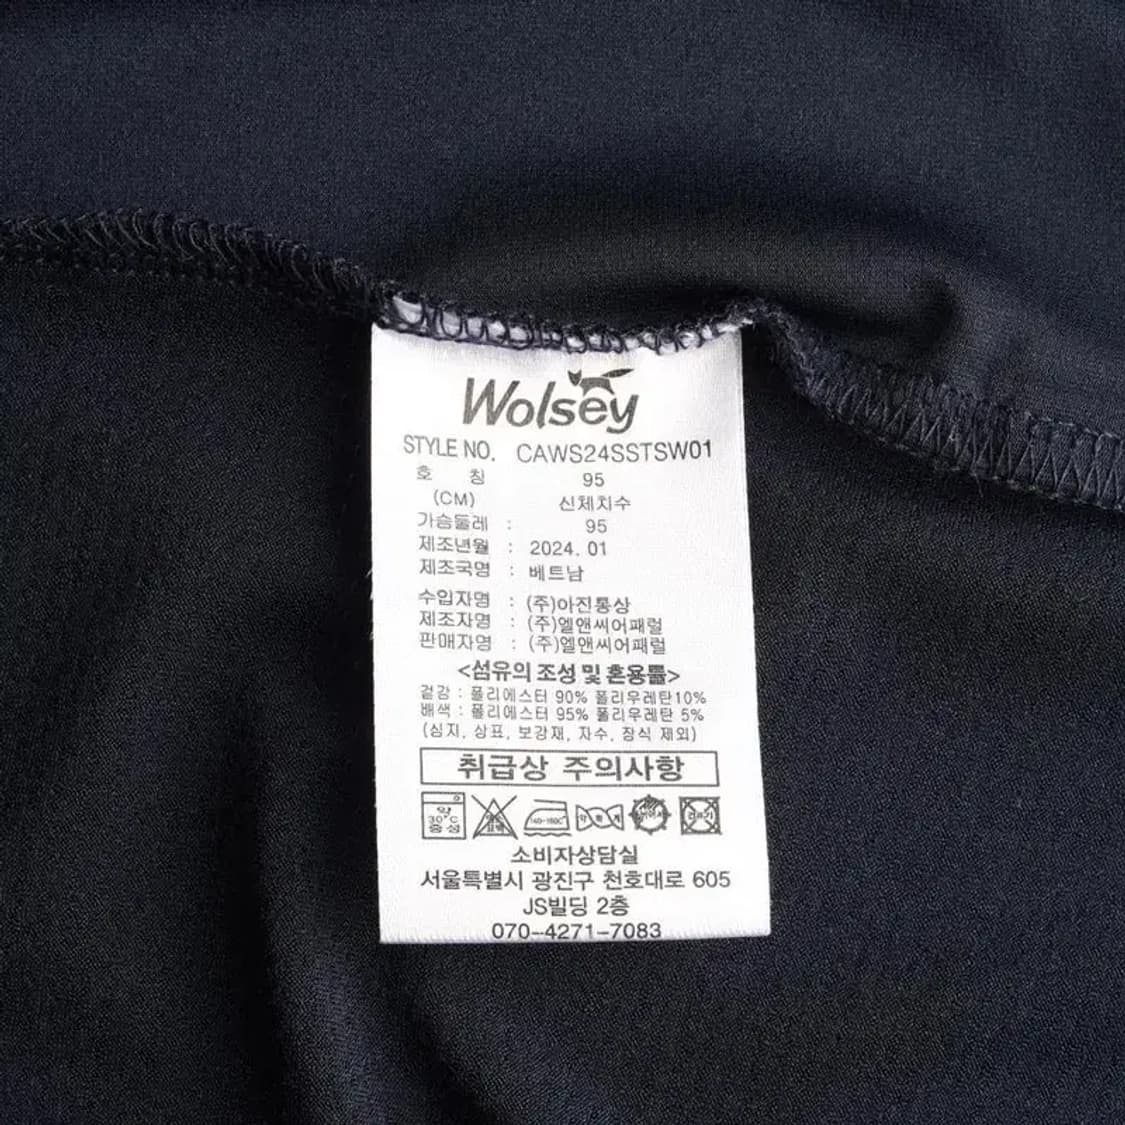 Wolsey
STYLE NO. CAWS24SSTSW01
호 칭 95
(CM) 신체치수
가슴둘레 : 95
제조년월 : 2024. 01
제조국명 : 베트남
수입자명 : (주)아진통상
제조자명 : (주)엘앤씨어패럴
판매자명 : (주)엘앤씨어패럴
<섬유의 조성 및 혼용률>
겉감 : 폴리에스터 90% 폴리우레탄10%
배색 : 폴리에스터 95% 폴리우레탄 5%
(심지, 상표, 보강재, 자수, 장식 제외)
취급상 주의사항
약 30°C 중성
소비자상담실
서울특별시 광진구 천호대로 605
JS빌딩 2층
070-4271-7083